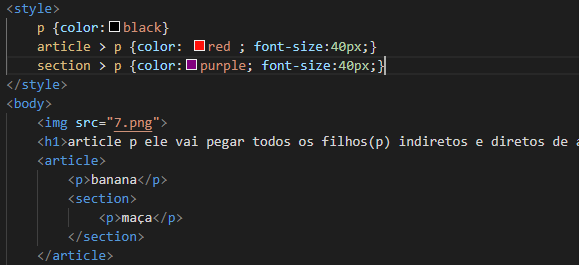 <style>
p {color: black}
article > p {color: red ; font-size:40px;}
section > p {color: purple; font-size:40px;}
</style>
<body>
<img src="7.png">
<h1>article p ele vai pegar todos os filhos(p) indiretos e diretos de
<article>
<p>banana</p>
<section>
<p>maça</p>
</section>
</article>